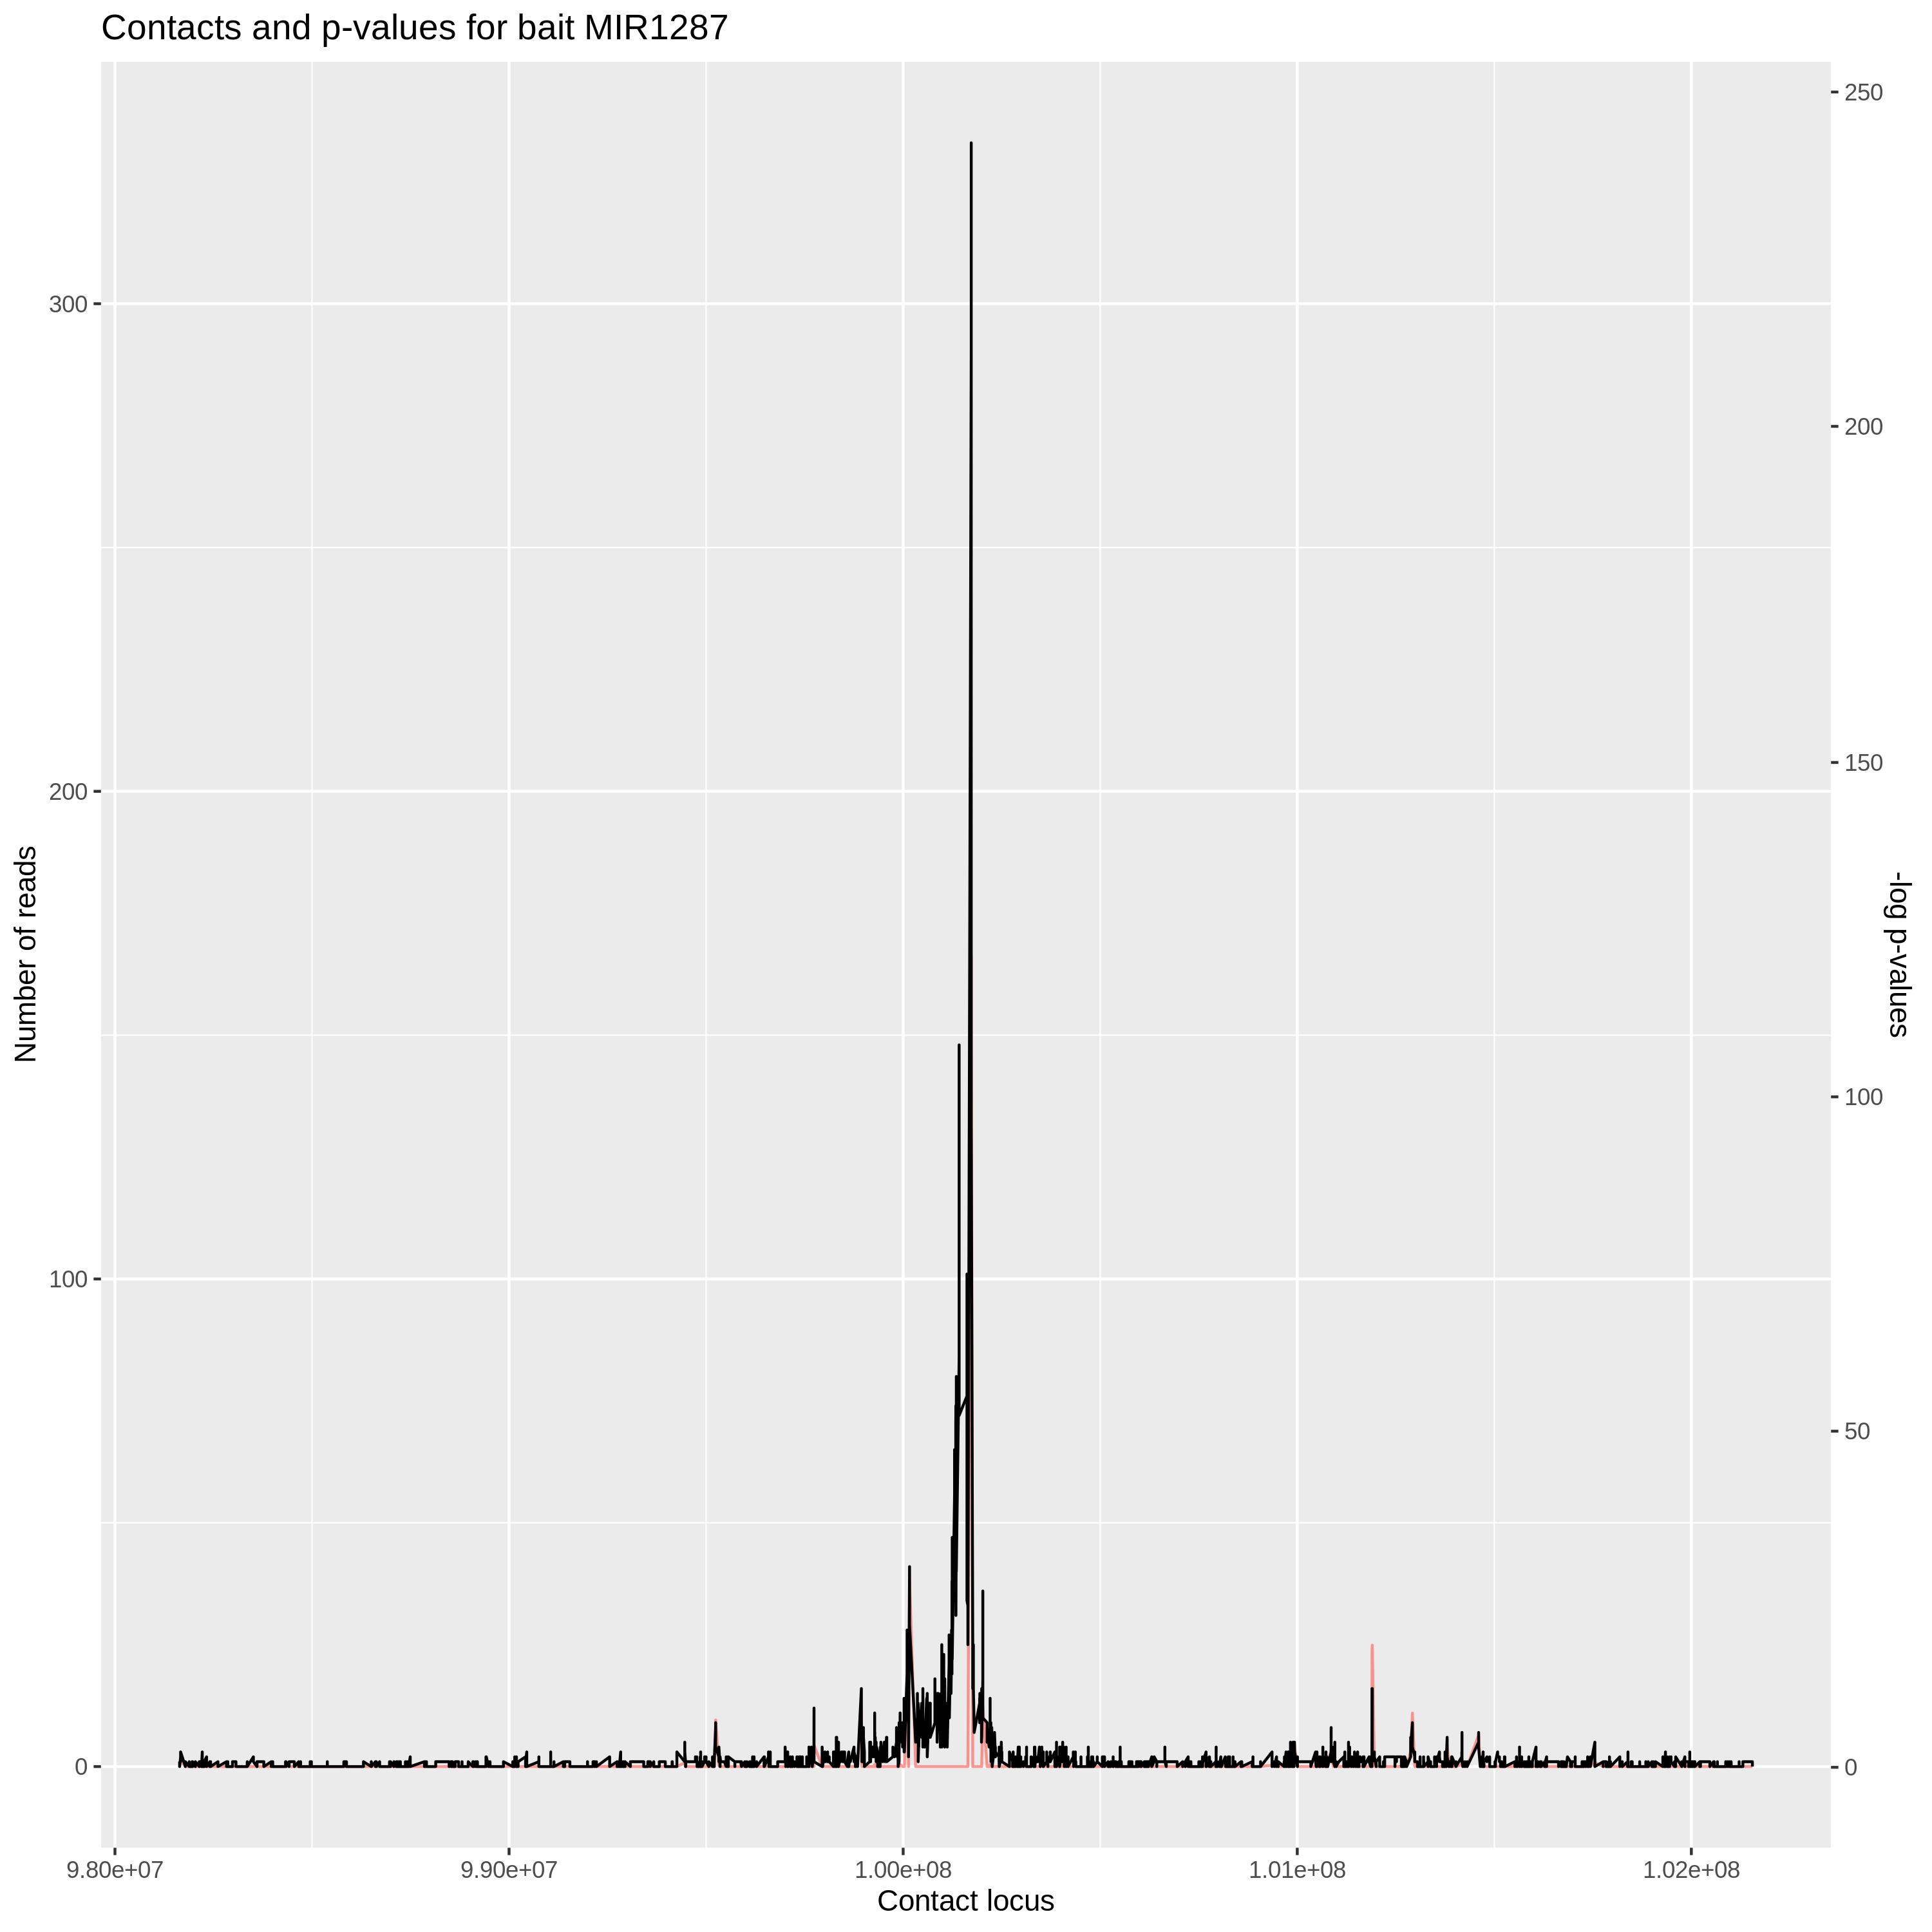 Contacts and p-values for bait MIR1287
250
300
200
200
150
Number of reads
-log p-values
100
100
50
0
0
9.80e+07
9.90e+07
1.00e+08
1.01e+08
1.02e+08
Contact locus